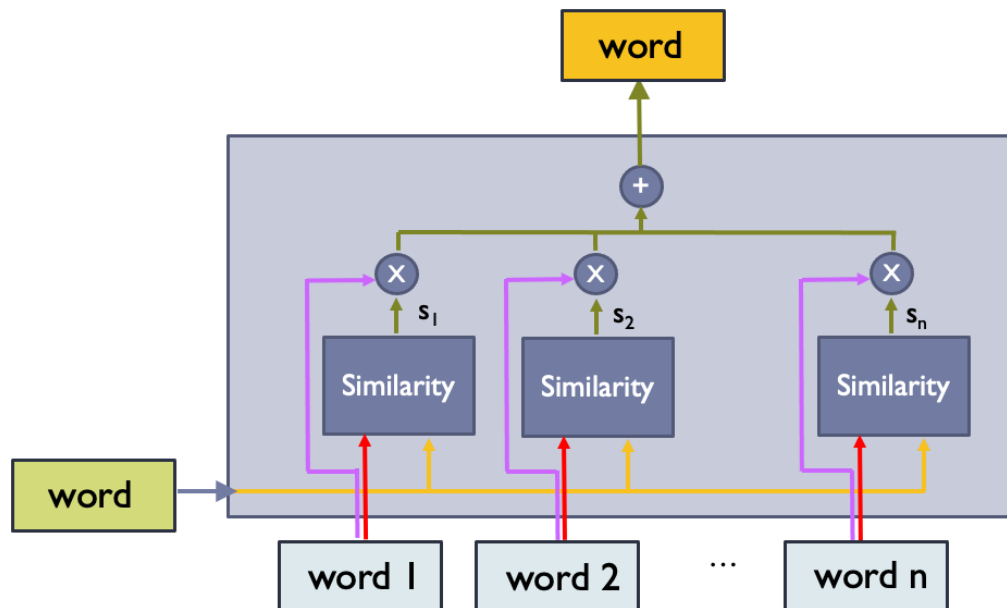 word
+
X X X
s1 s2 sn
Similarity Similarity Similarity
word
word 1 word 2 ... word n